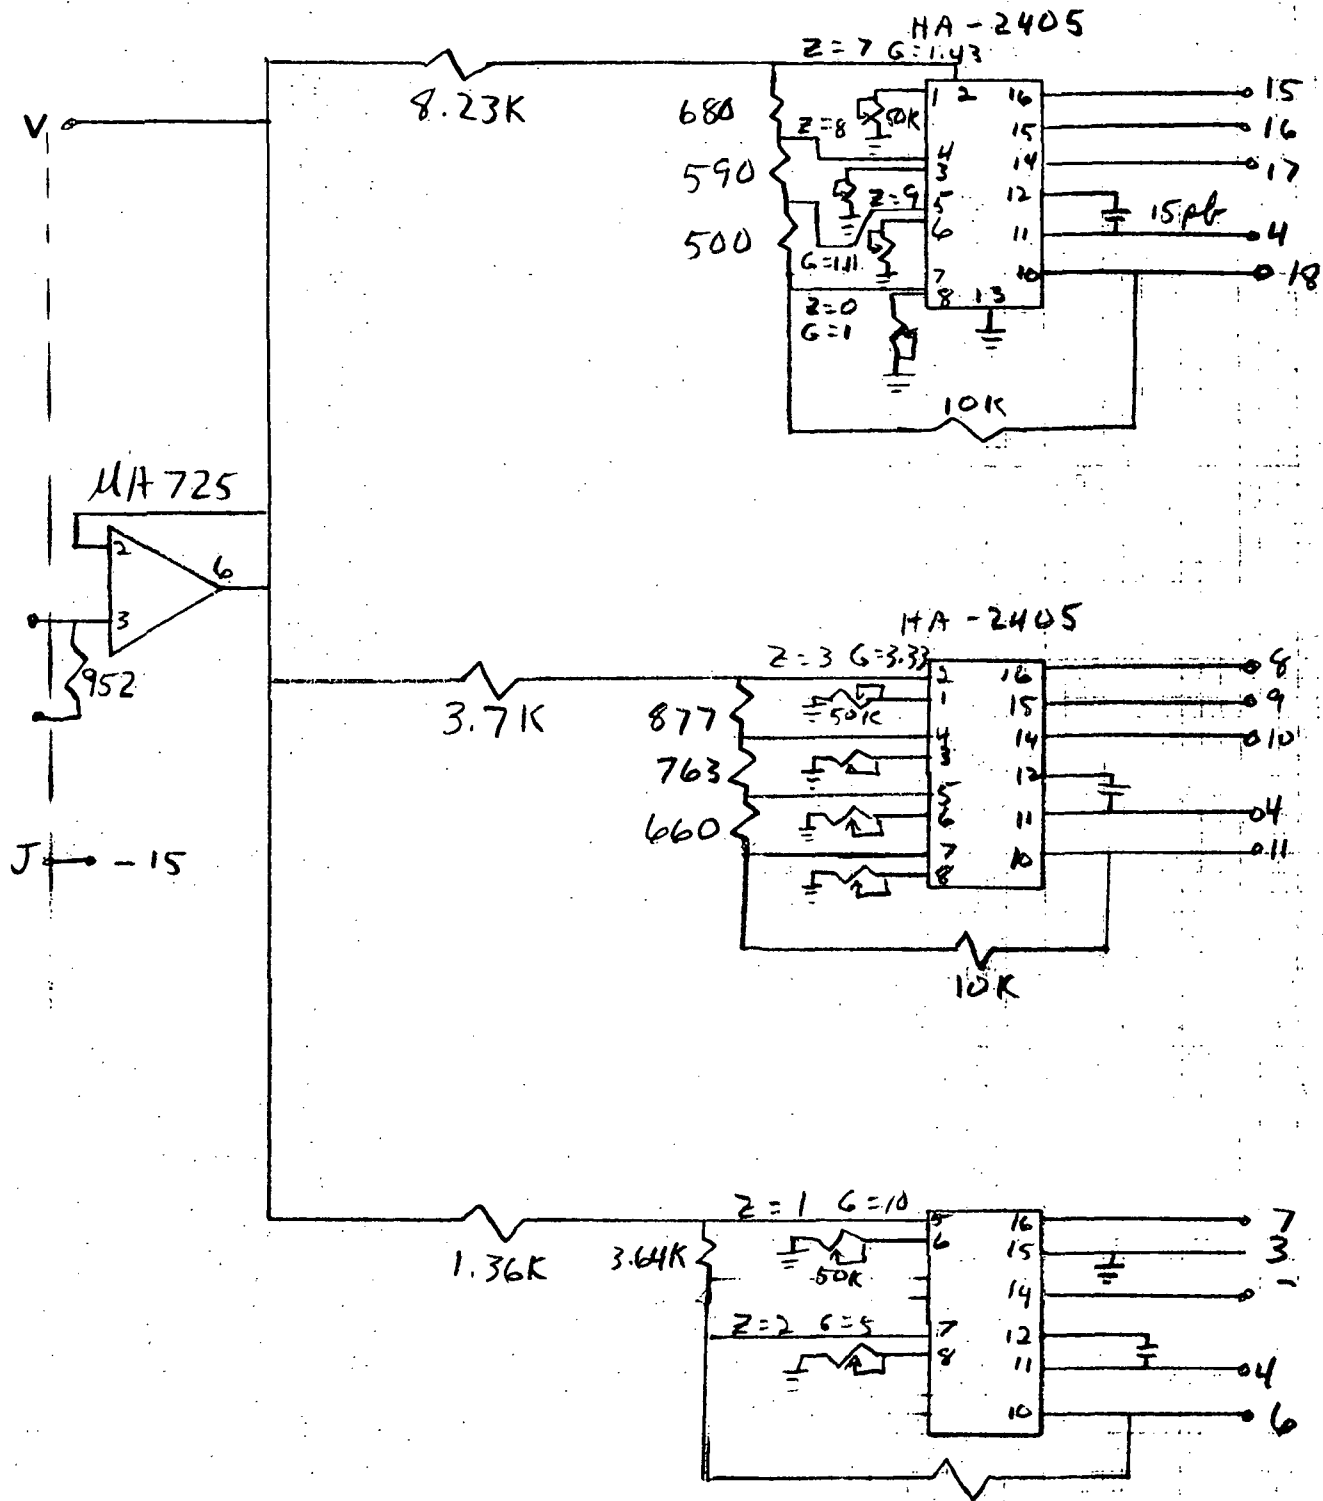 HA-2405
Z=7 G=1.43
8.23K
680
50K
1 2 16
15
V
Z=8
15
16
590
4
14
17
3
Z=9
5
12
15pf
500
6
11
4
G=1.11
7
10
18
Z=0
8 13
G=1
10K
μA725
2
6
3
952
HA-2405
Z=3 G=3.33
2
16
8
1
15
9
3.7K
877
50K
4
14
10
3
763
12
5
6
11
4
660
7
10
11
8
J
-15
10K
Z=1 G=10
5
16
7
6
15
3
1.36K
3.64K
50K
14
Z=2 G=5
7
12
8
11
4
10
6